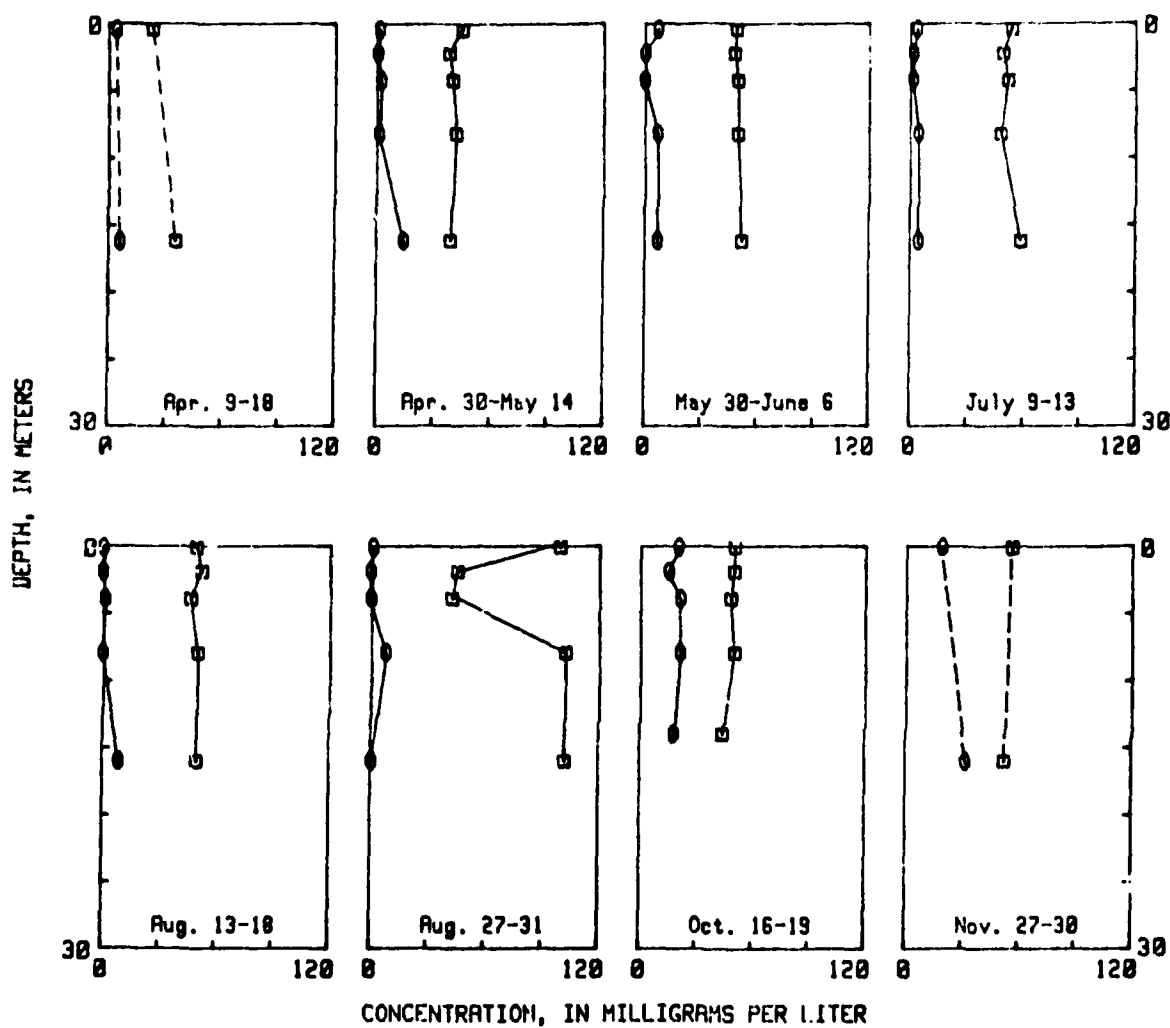 0 0
DEPTH, IN METERS
Apr. 9-18 Apr. 30-May 14 May 30-June 6 July 9-13
30 30
0 120 0 120 0 120 0 120
0 0
Aug. 13-18 Aug. 27-31 Oct. 16-19 Nov. 27-30
30 30
0 120 0 120 0 120 0 120
CONCENTRATION, IN MILLIGRAMS PER LITER